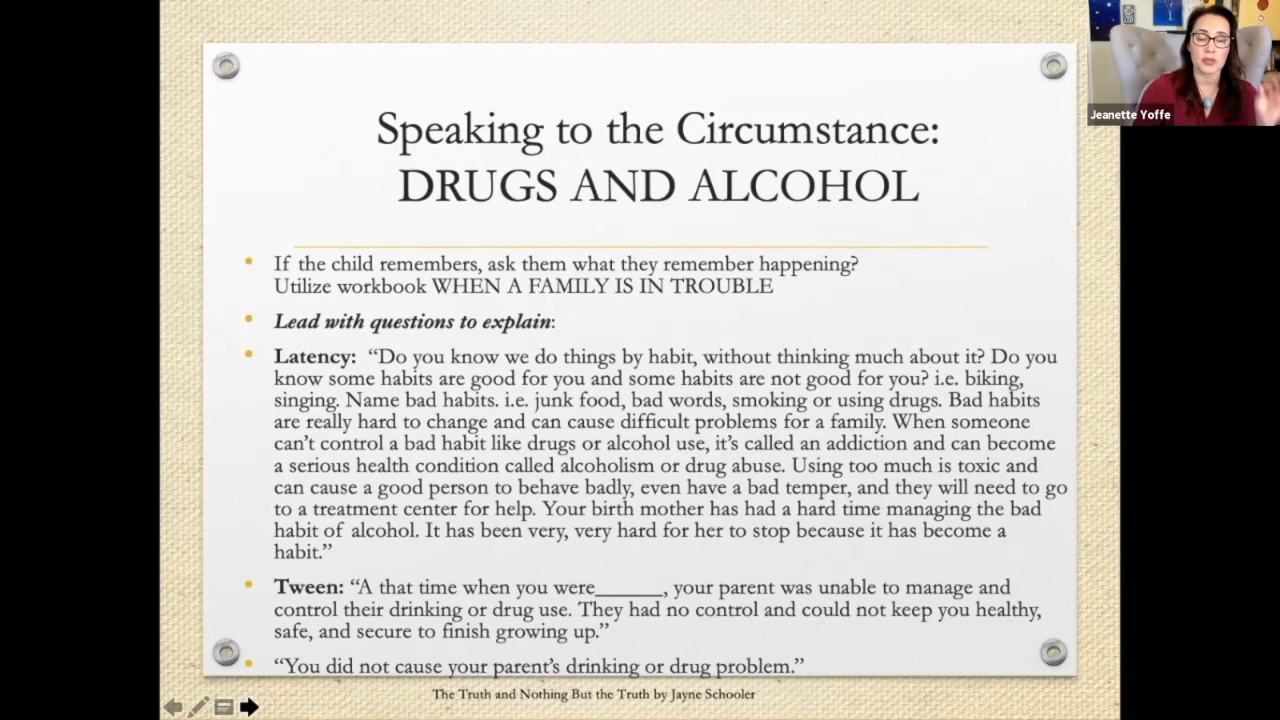 Jeanette Yoffe
Speaking to the Circumstance:
DRUGS AND ALCOHOL
If the child remembers, ask them what they remember happening?
Utilize workbook WHEN A FAMILY IS IN TROUBLE
Lead with questions to explain:
Latency: “Do you know we do things by habit, without thinking much about it? Do you
know some habits are good for you and some habits are not good for you? i.e. biking,
singing. Name bad habits. i.e. junk food, bad words, smoking or using drugs. Bad habits
are really hard to change and can cause difficult problems for a family. When someone
can’t control a bad habit like drugs or alcohol use, it’s called an addiction and can become
a serious health condition called alcoholism or drug abuse. Using too much is toxic and
can cause a good person to behave badly, even have a bad temper, and they will need to go
to a treatment center for help. Your birth mother has had a hard time managing the bad
habit of alcohol. It has been very, very hard for her to stop because it has become a
habit.”
Tween: “A that time when you were______, your parent was unable to manage and
control their drinking or drug use. They had no control and could not keep you healthy,
safe, and secure to finish growing up.”
“You did not cause your parent’s drinking or drug problem.”
The Truth and Nothing But the Truth by Jayne Schooler